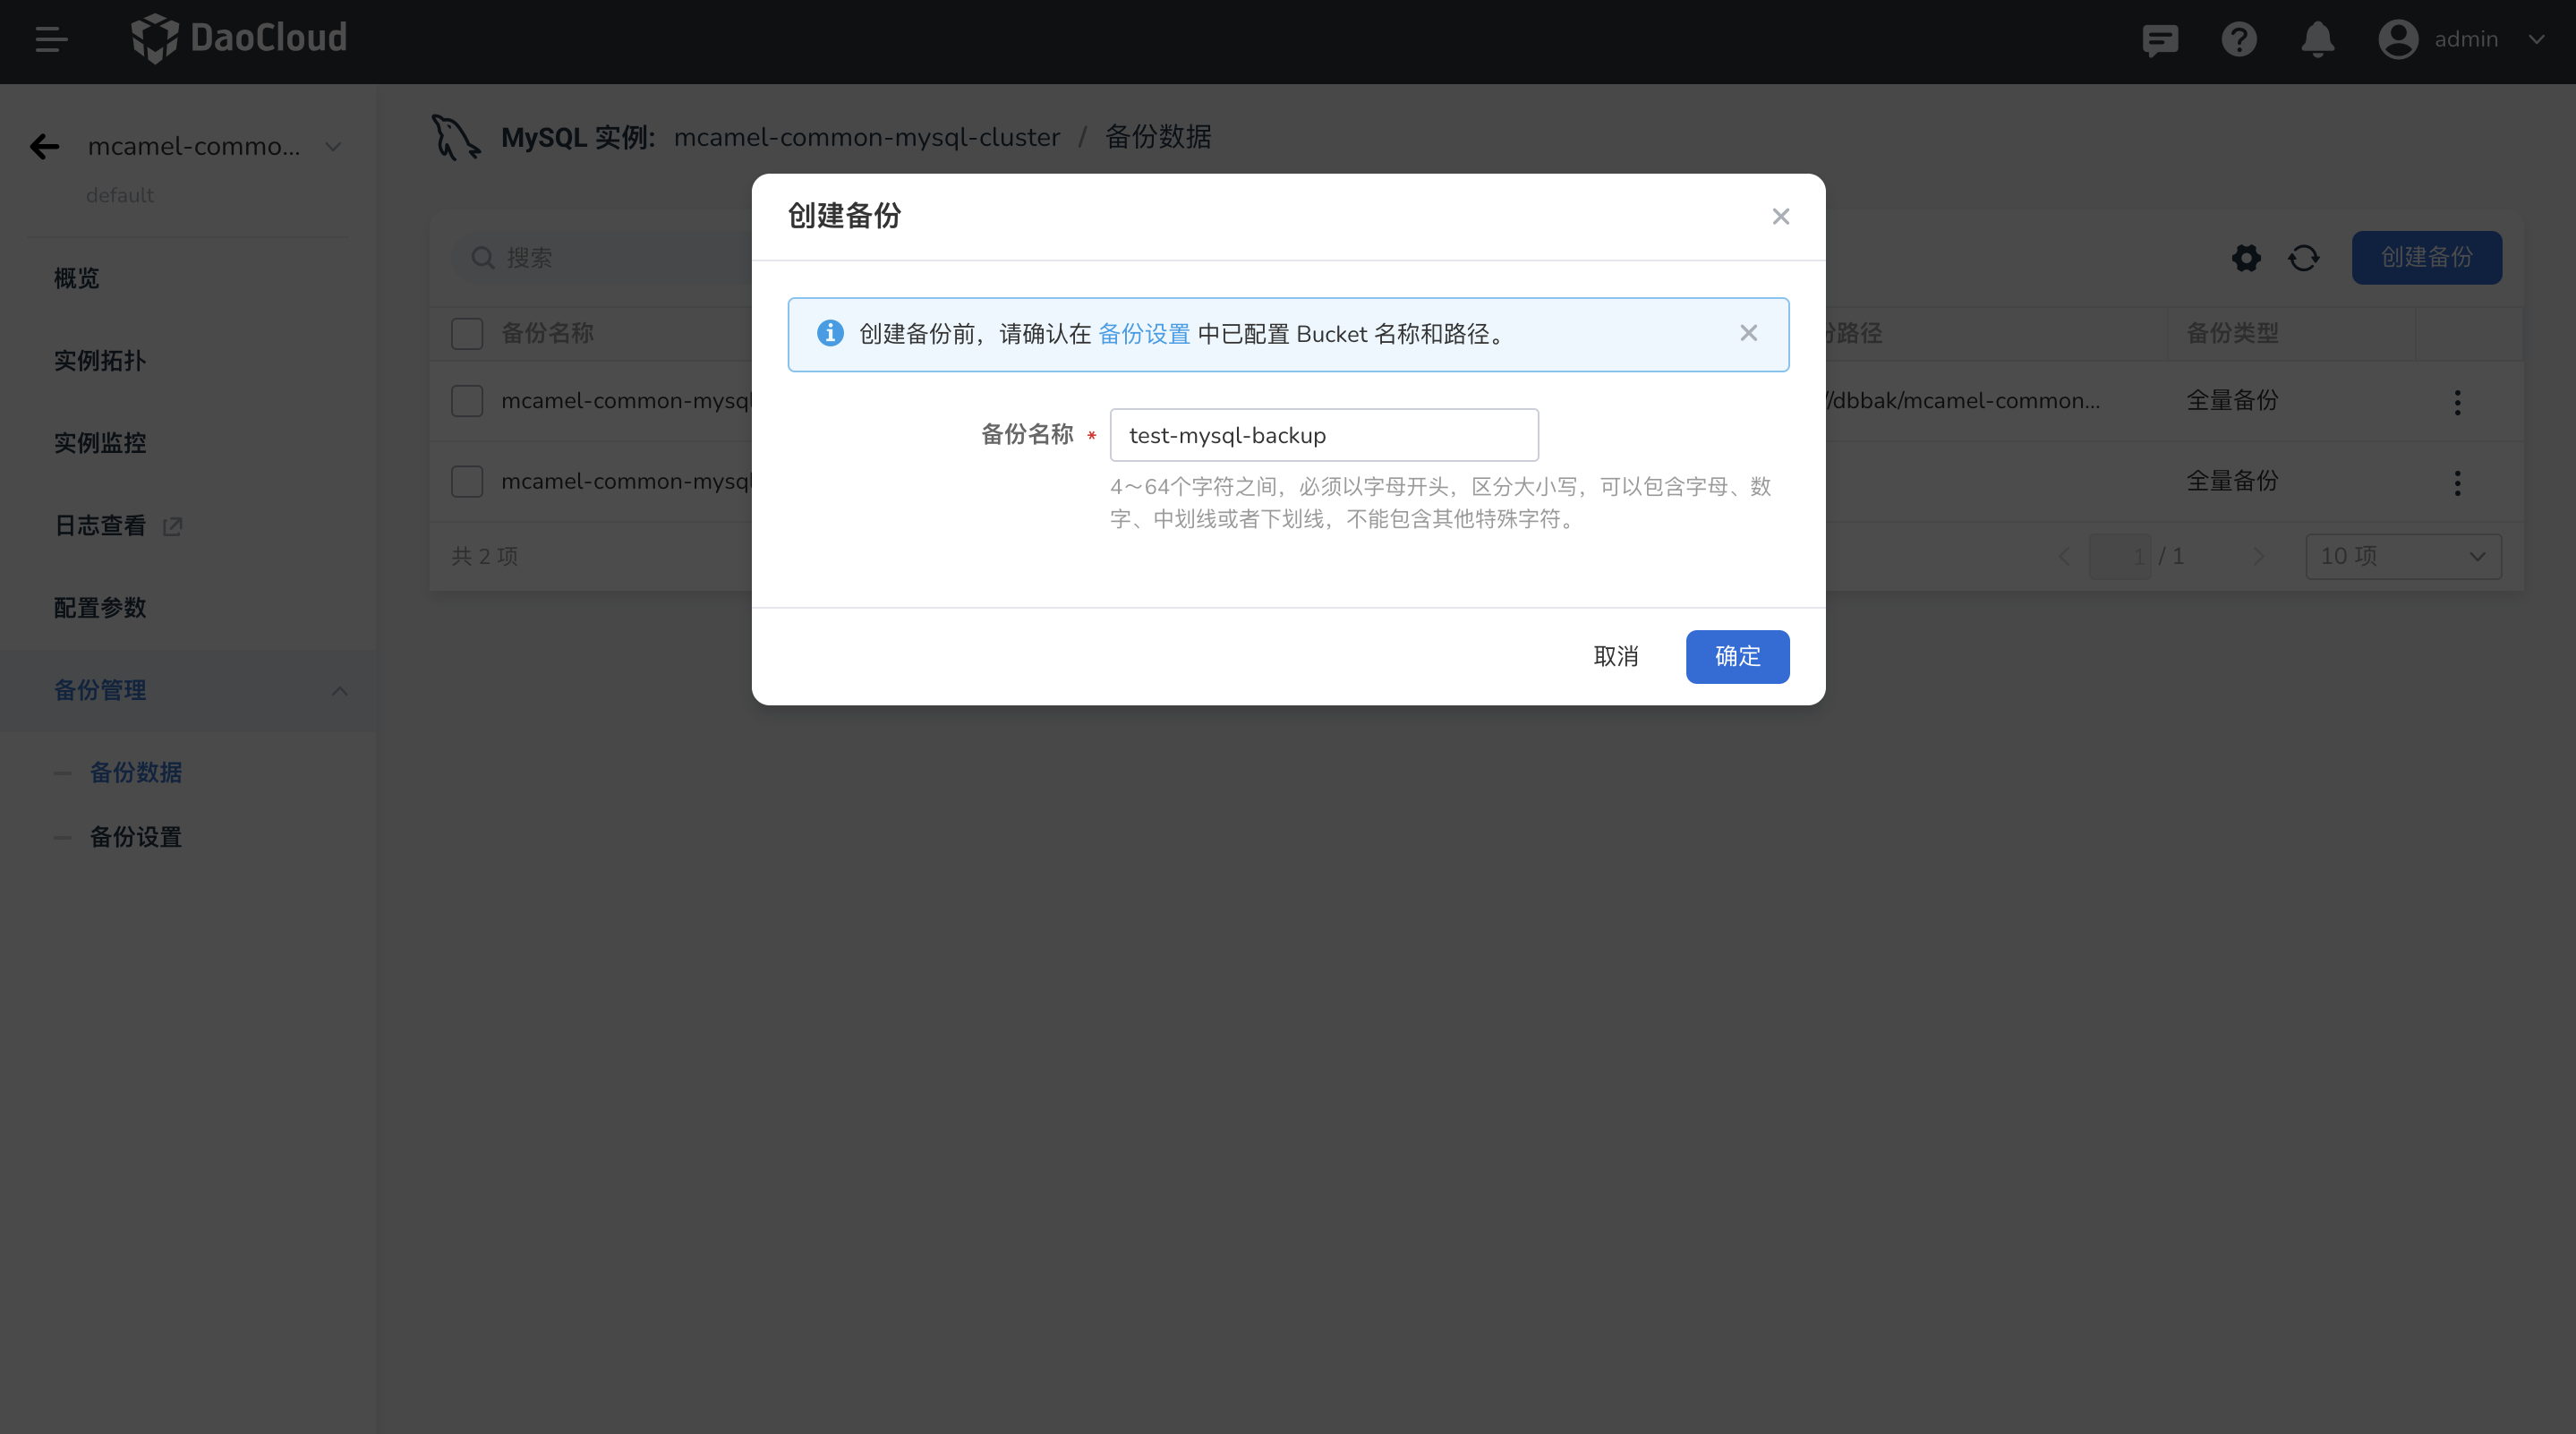 DaoCloud
admin
mcamel-commo...
default
MySQL 实例: mcamel-common-mysql-cluster / 备份数据
概览
实例拓扑
实例监控
日志查看
配置参数
备份管理
备份数据
备份设置
搜索
创建备份
备份名称
路径
备份类型
mcamel-common-mysql
/dbbak/mcamel-common...
全量备份
mcamel-common-mysql
全量备份
共 2 项
1 / 1
10 项
创建备份
创建备份前，请确认在 备份设置 中已配置 Bucket 名称和路径。
备份名称 *
test-mysql-backup
4～64个字符之间，必须以字母开头，区分大小写，可以包含字母、数
字、中划线或者下划线，不能包含其他特殊字符。
取消
确定